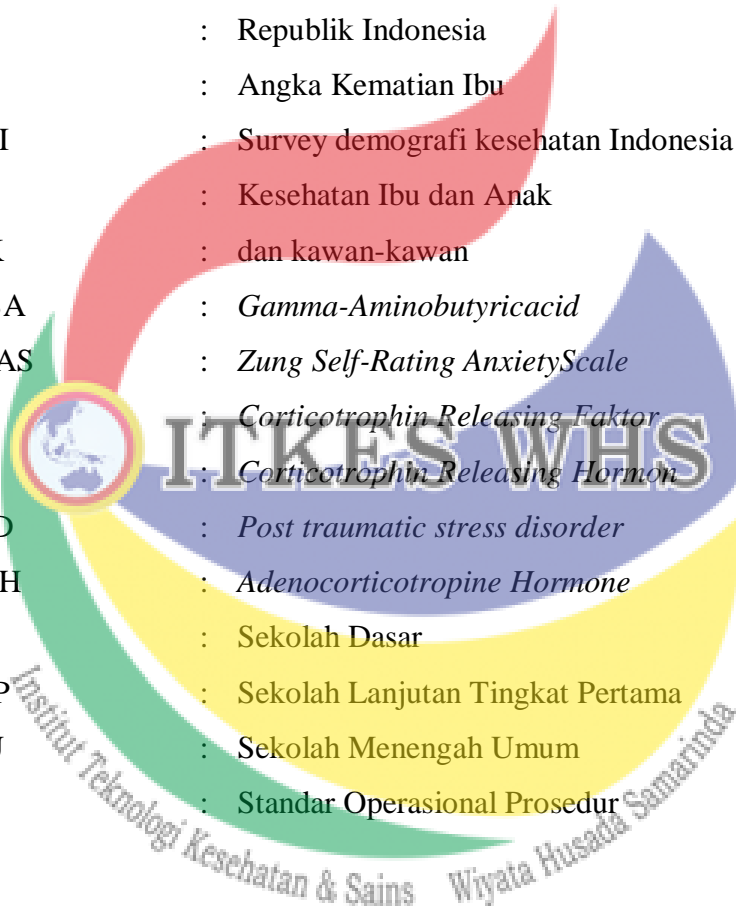 : Republik Indonesia
: Angka Kematian Ibu
I : Survey demografi kesehatan Indonesia
: Kesehatan Ibu dan Anak
K : dan kawan-kawan
BA : Gamma-Aminobutyricacid
AS : Zung Self-Rating AnxietyScale
: Corticotrophin Releasing Faktor
ITKES WHS
: Corticotrophin Releasing Hormon
D : Post traumatic stress disorder
H : Adenocorticotropine Hormone
: Sekolah Dasar
P : Sekolah Lanjutan Tingkat Pertama
U : Sekolah Menengah Umum
: Standar Operasional Prosedur
Institut Teknologi Kesehatan & Sains Wiyata Husada Samarinda